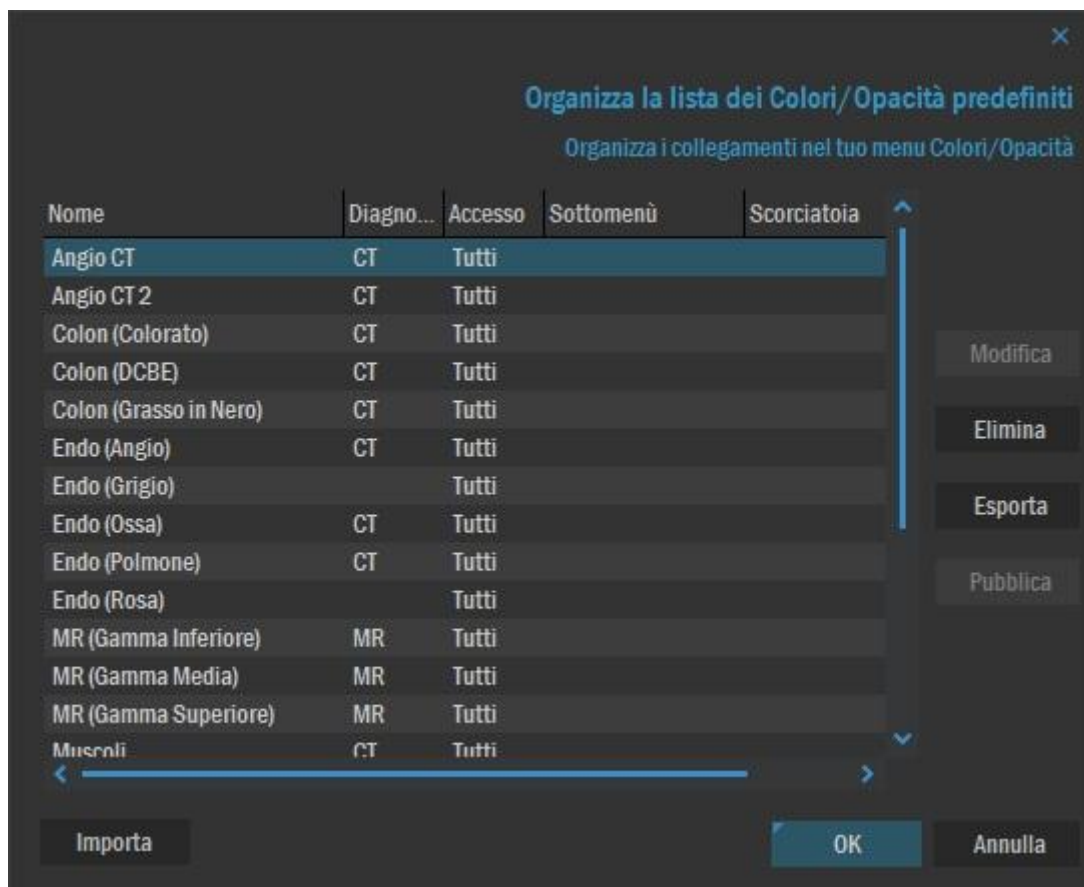 Organizza la lista dei Colori/Opacità predefiniti
Organizza i collegamenti nel tuo menu Colori/Opacità
Nome Diagno... Accesso Sottomenù Scorciatoia
Angio CT CT Tutti
Angio CT 2 CT Tutti
Colon (Colorato) CT Tutti
Colon (DCBE) CT Tutti
Colon (Grasso in Nero) CT Tutti
Endo (Angio) CT Tutti
Endo (Grigio) Tutti
Endo (Ossa) CT Tutti
Endo (Polmone) CT Tutti
Endo (Rosa) Tutti
MR (Gamma Inferiore) MR Tutti
MR (Gamma Media) MR Tutti
MR (Gamma Superiore) MR Tutti
Muscoli CT Tutti
Modifica
Elimina
Esporta
Pubblica
Importa OK Annulla